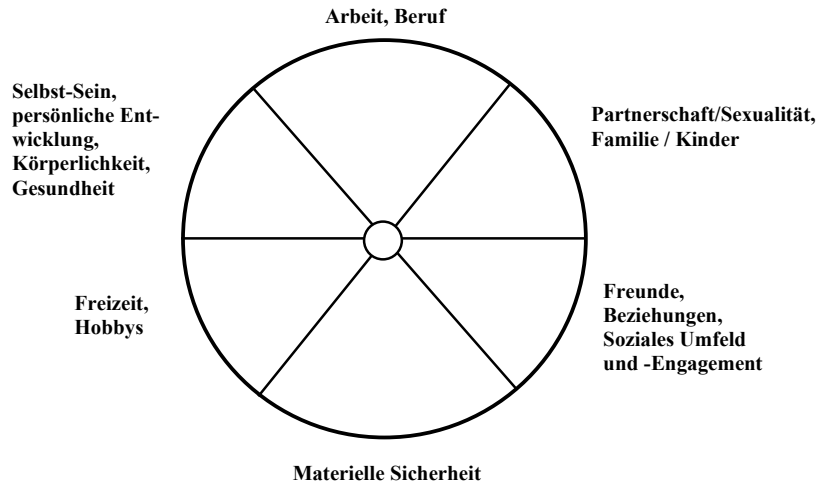 Arbeit, Beruf
Selbst-Sein,
persönliche Ent-
wicklung,
Körperlichkeit,
Gesundheit
Partnerschaft/Sexualität,
Familie / Kinder
Freizeit,
Hobbys
Freunde,
Beziehungen,
Soziales Umfeld
und -Engagement
Materielle Sicherheit